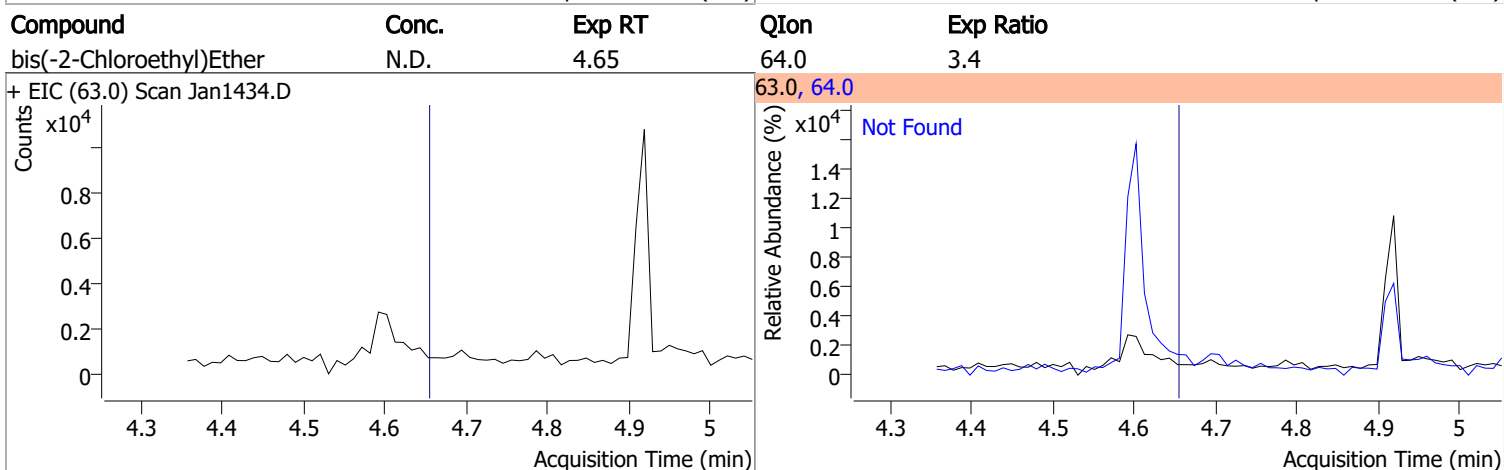 Compound Conc. Exp RT QIon Exp Ratio
bis(-2-Chloroethyl)Ether N.D. 4.65 64.0 3.4
+ EIC (63.0) Scan Jan1434.D
Counts
x10⁴
0.8
0.6
0.4
0.2
0
4.3 4.4 4.5 4.6 4.7 4.8 4.9 5
Acquisition Time (min)
63.0, 64.0
Relative Abundance (%)
x10⁴
Not Found
1.4
1.2
1
0.8
0.6
0.4
0.2
0
4.3 4.4 4.5 4.6 4.7 4.8 4.9 5
Acquisition Time (min)